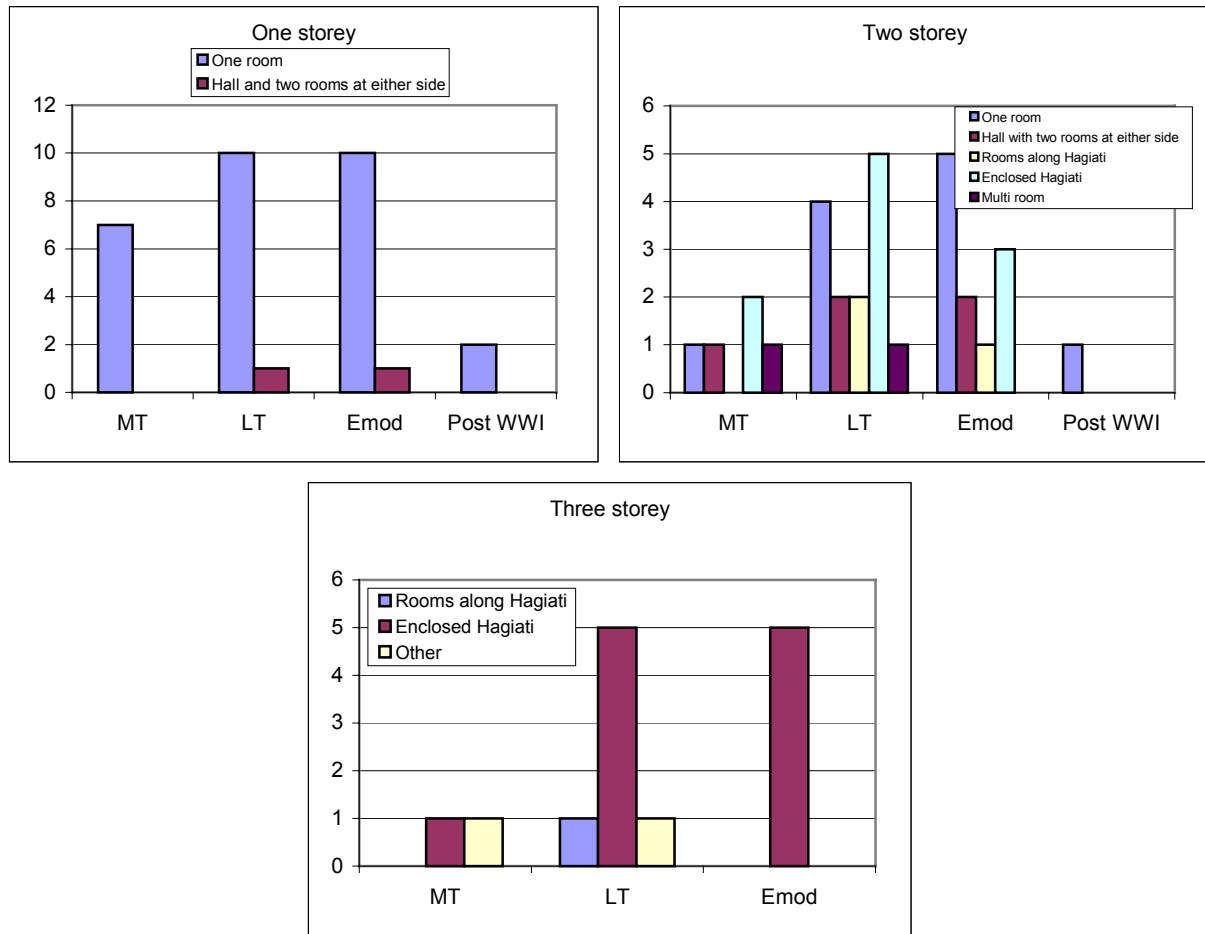 One storey
One room
Hall and two rooms at either side
12
10
8
6
4
2
0
MT LT Emod Post WWI
Two storey
One room
Hall with two rooms at either side
Rooms along Hagiati
Enclosed Hagiati
Multi room
6
5
4
3
2
1
0
MT LT Emod Post WWI
Three storey
Rooms along Hagiati
Enclosed Hagiati
Other
6
5
4
3
2
1
0
MT LT Emod